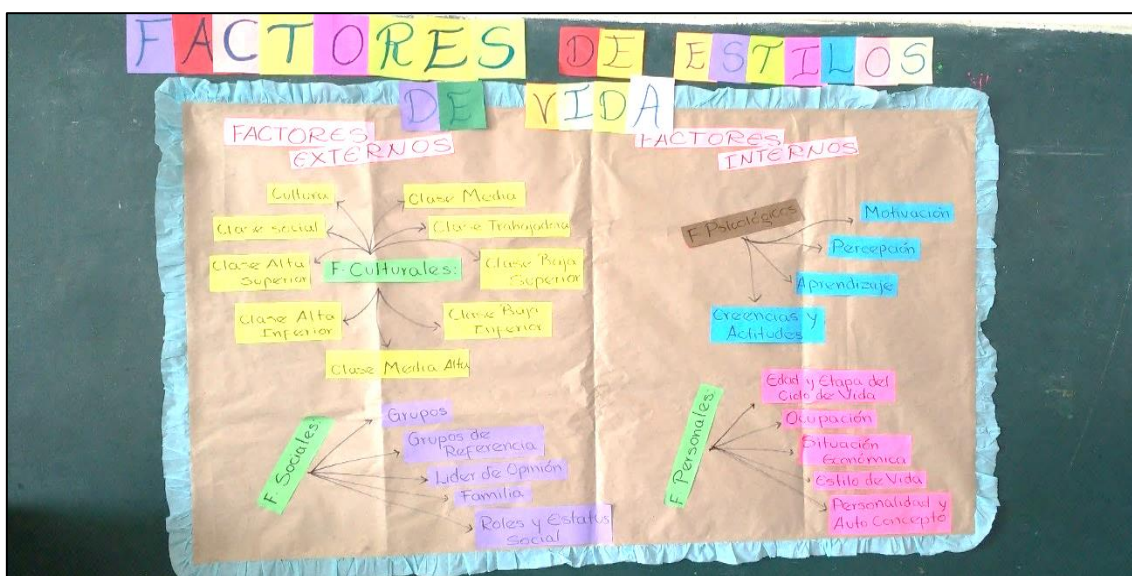 FACTORES DE ESTILOS
DE VIDA
FACTORES
EXTERNOS
Cultura
Clase social
Clase Alta
Superior
Clase Alta
Inferior
Clase Media Alta
Clase Media
Clase Trabajadora
Clase Baja
Superior
Clase Baja
Inferior
F. Culturales:
F. Sociales:
Grupos
Grupos de
Referencia
Lider de Opinión
Familia
Roles y Estatus
Social
FACTORES
INTERNOS
F. Psicológicos
Motivación
Percepción
Aprendizaje
Creencias y
Actitudes
F. Personales:
Edad y Etapa del
Ciclo de Vida
Ocupación
Situación
Económica
Estilo de Vida
Personalidad y
Auto Concepto